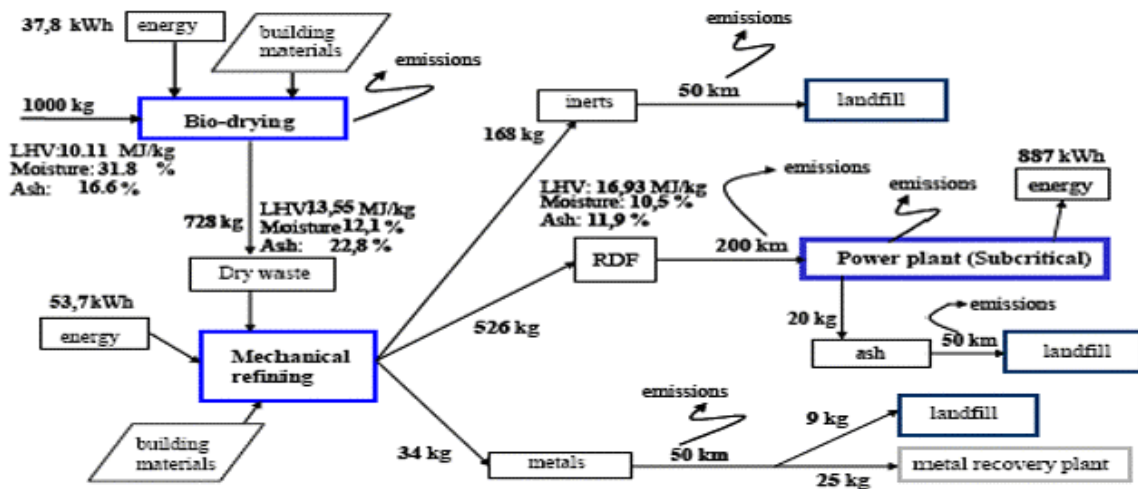 37,8 kWh
energy
building
materials
emissions
1000 kg
Bio-drying
LHV:10.11 MJ/kg
Moisture: 31.8 %
Ash: 16.6 %
728 kg
LHV 13,55 MJ/kg
Moisture 12,1 %
Ash: 22,8 %
Dry waste
53,7 kWh
energy
Mechanical
refining
building
materials
168 kg
inerts
50 km
emissions
landfill
LHV: 16,93 MJ/kg
Moisture: 10,5 %
Ash: 11,9 %
526 kg
RDF
200 km
emissions
emissions
887 kWh
energy
Power plant (Subcritical)
20 kg
ash
emissions
50 km
landfill
34 kg
metals
emissions
50 km
9 kg
landfill
25 kg
metal recovery plant